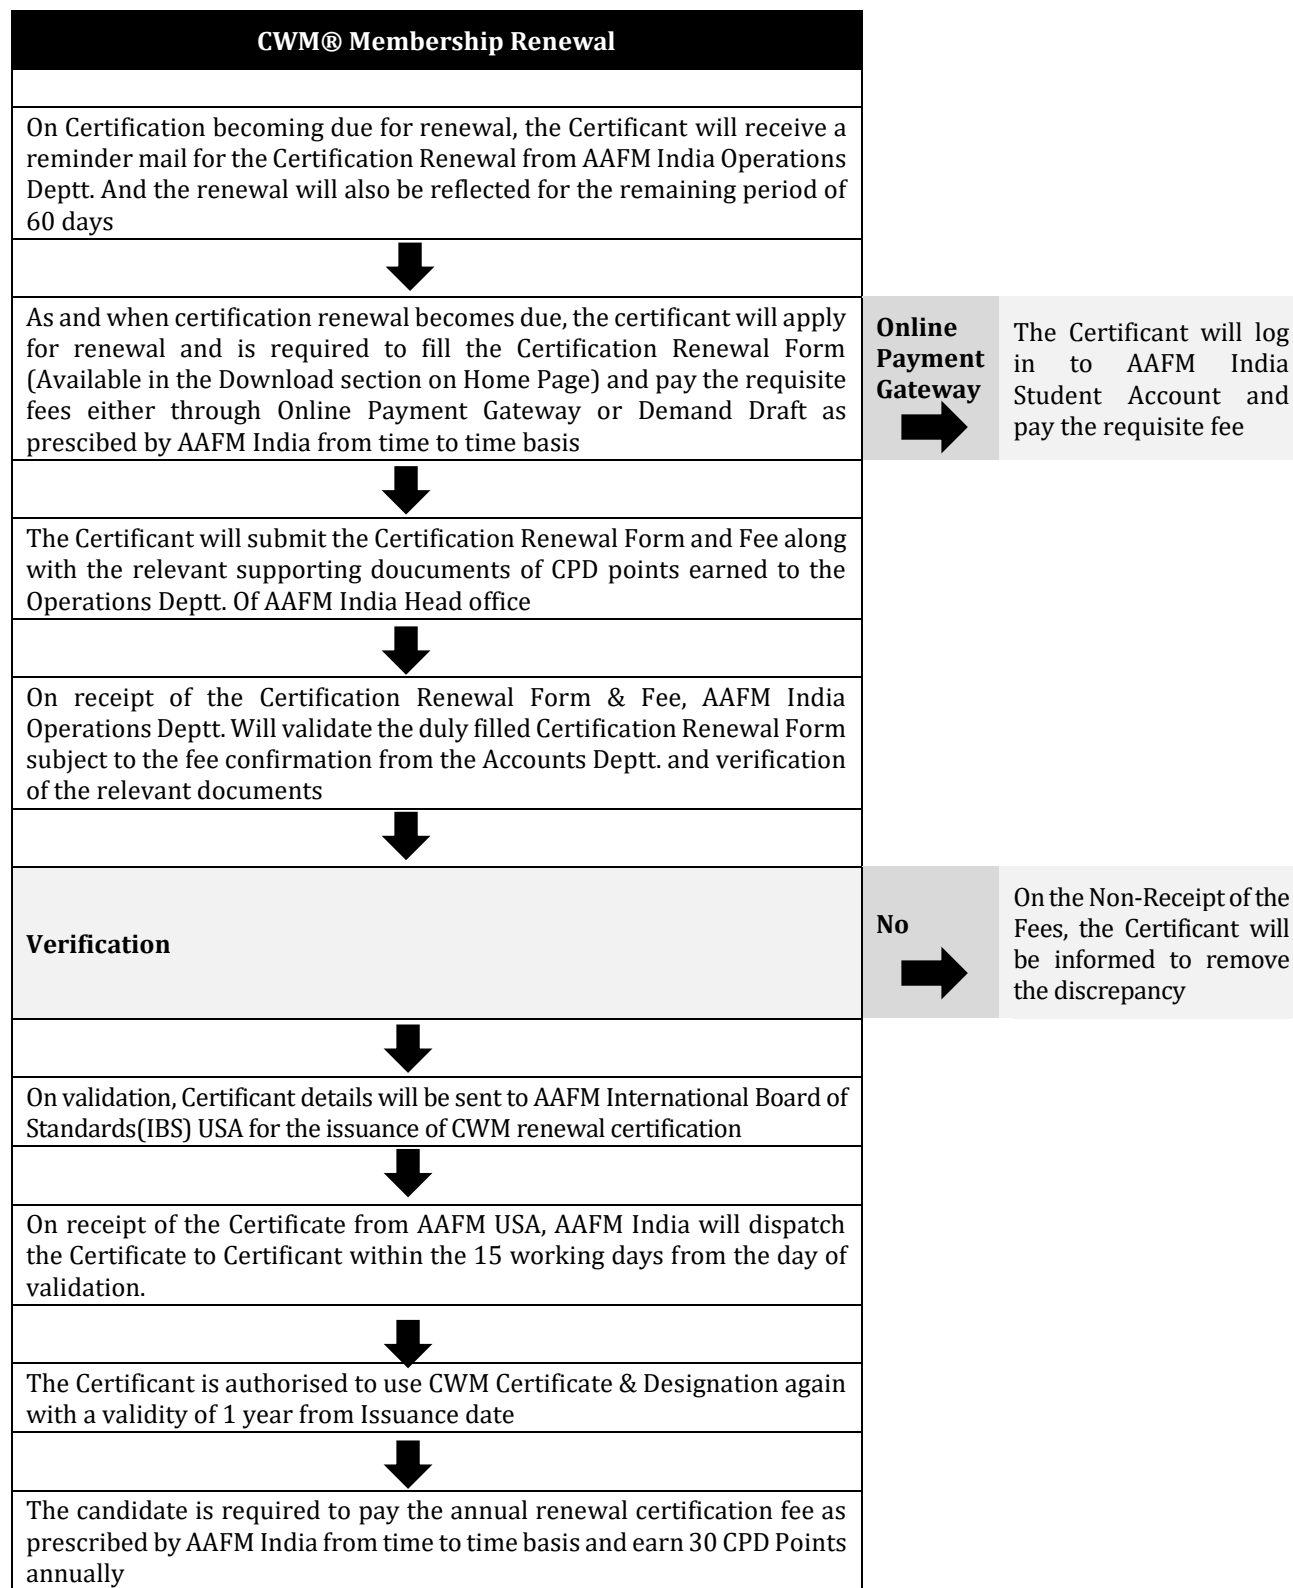 CWM® Membership Renewal
On Certification becoming due for renewal, the Certificant will receive a
reminder mail for the Certification Renewal from AAFM India Operations
Deptt. And the renewal will also be reflected for the remaining period of
60 days
As and when certification renewal becomes due, the certificant will apply
for renewal and is required to fill the Certification Renewal Form
(Available in the Download section on Home Page) and pay the requisite
fees either through Online Payment Gateway or Demand Draft as
prescibed by AAFM India from time to time basis
Online
Payment
Gateway
The Certificant will log
in to AAFM India
Student Account and
pay the requisite fee
The Certificant will submit the Certification Renewal Form and Fee along
with the relevant supporting doucuments of CPD points earned to the
Operations Deptt. Of AAFM India Head office
On receipt of the Certification Renewal Form & Fee, AAFM India
Operations Deptt. Will validate the duly filled Certification Renewal Form
subject to the fee confirmation from the Accounts Deptt. and verification
of the relevant documents
Verification
No
On the Non-Receipt of the
Fees, the Certificant will
be informed to remove
the discrepancy
On validation, Certificant details will be sent to AAFM International Board of
Standards(IBS) USA for the issuance of CWM renewal certification
On receipt of the Certificate from AAFM USA, AAFM India will dispatch
the Certificate to Certificant within the 15 working days from the day of
validation.
The Certificant is authorised to use CWM Certificate & Designation again
with a validity of 1 year from Issuance date
The candidate is required to pay the annual renewal certification fee as
prescribed by AAFM India from time to time basis and earn 30 CPD Points
annually